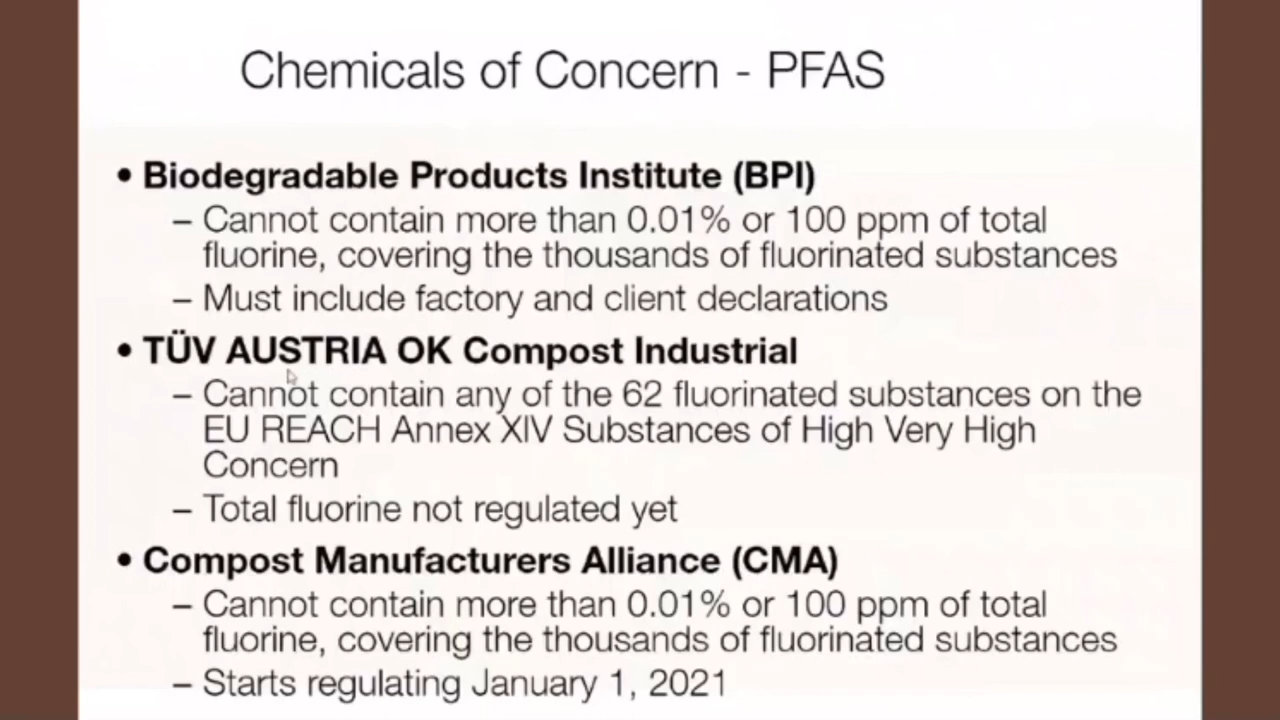 Chemicals of Concern - PFAS
• Biodegradable Products Institute (BPI)
– Cannot contain more than 0.01% or 100 ppm of total
fluorine, covering the thousands of fluorinated substances
– Must include factory and client declarations
• TÜV AUSTRIA OK Compost Industrial
– Cannot contain any of the 62 fluorinated substances on the
EU REACH Annex XIV Substances of High Very High
Concern
– Total fluorine not regulated yet
• Compost Manufacturers Alliance (CMA)
– Cannot contain more than 0.01% or 100 ppm of total
fluorine, covering the thousands of fluorinated substances
– Starts regulating January 1, 2021